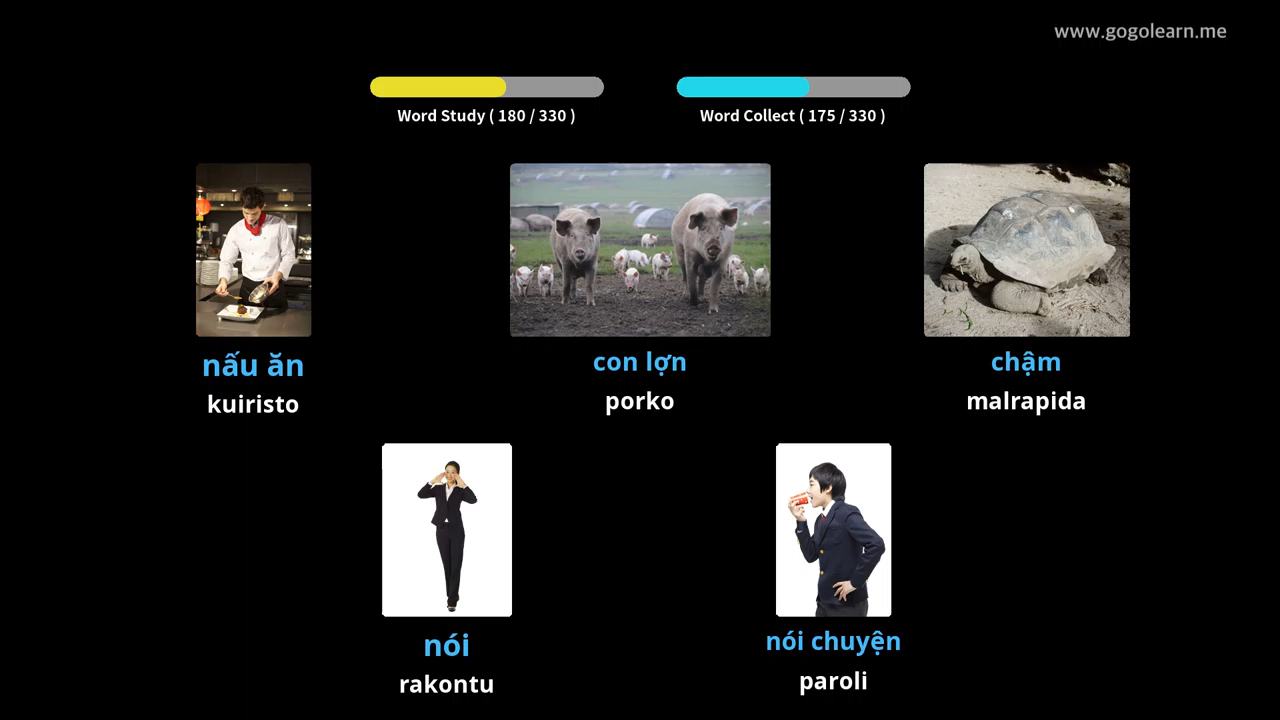 www.gogolearn.me
Word Study ( 180 / 330 )
Word Collect ( 175 / 330 )
nấu ăn
kuiristo
con lợn
porko
chậm
malrapida
nói
rakontu
nói chuyện
paroli